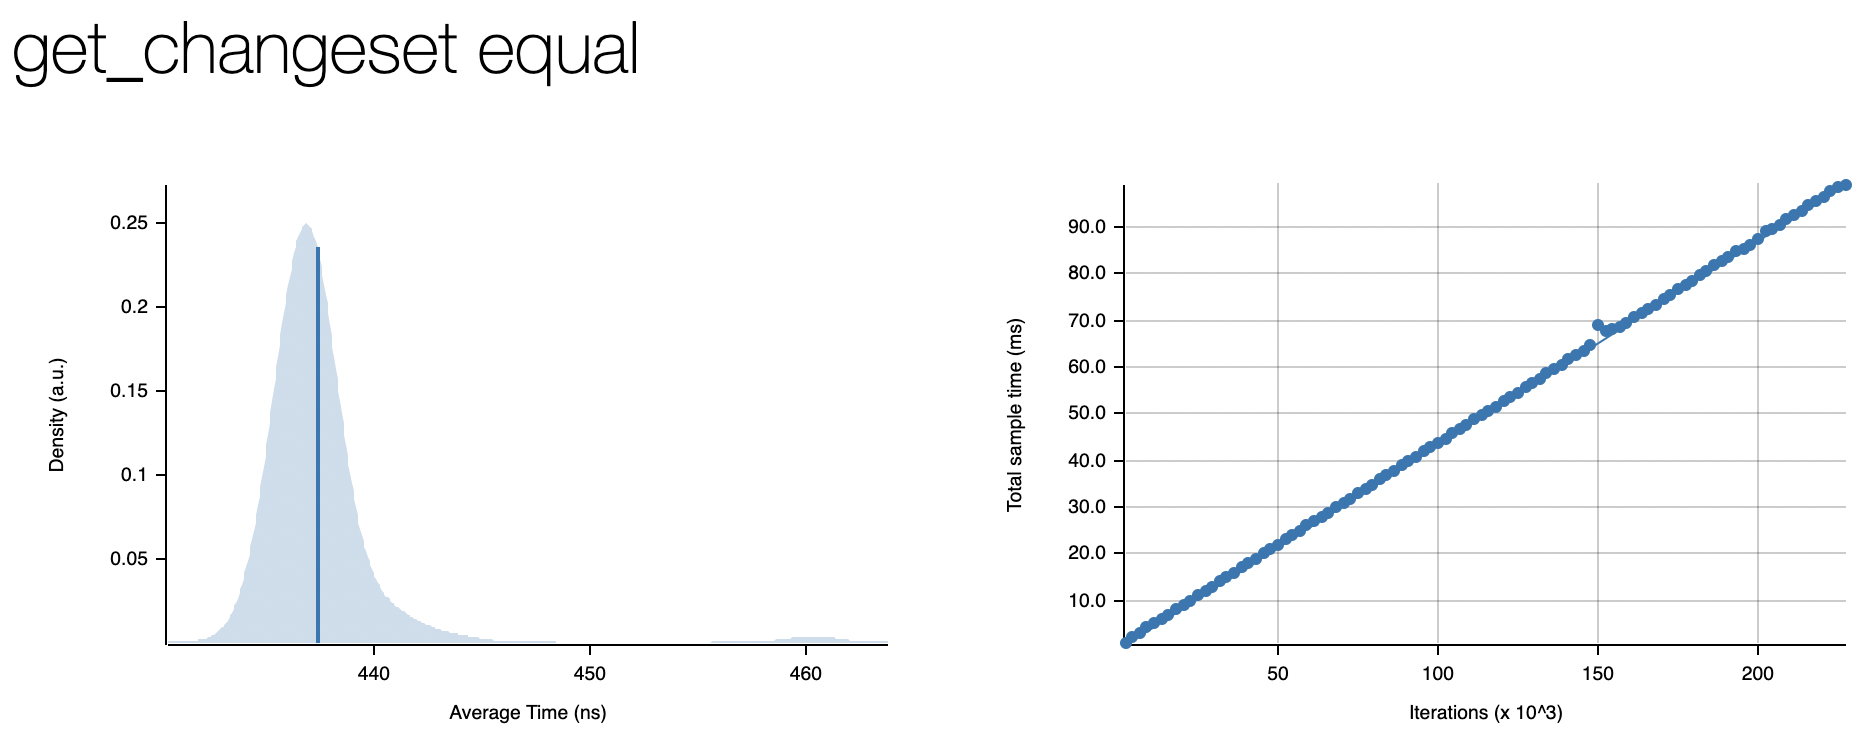 get_changeset equal
0.25
0.2
0.15
0.1
0.05
Density (a.u.)
440 450 460
Average Time (ns)
90.0
80.0
70.0
60.0
50.0
40.0
30.0
20.0
10.0
Total sample time (ms)
50 100 150 200
Iterations (x 10^3)